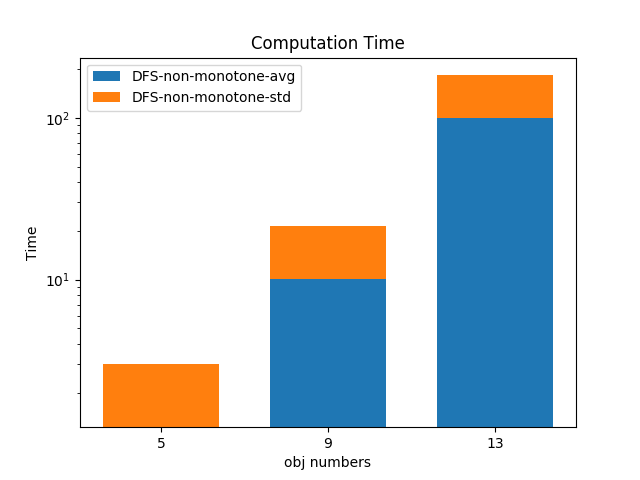 Computation Time
DFS-non-monotone-avg
DFS-non-monotone-std
10²
10¹
Time
5 9 13
obj numbers